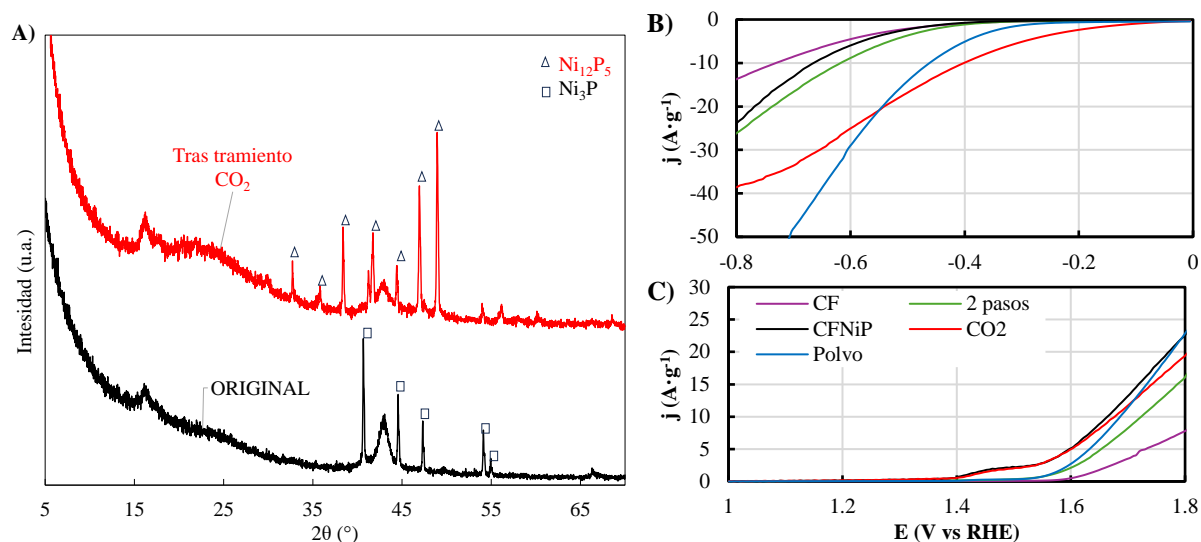 A)
Intesidad (u.a.)
Ni₁₂P₅
Ni₃P
Tras tramiento
CO₂
ORIGINAL
5 15 25 35 45 55 65
2θ (°)
B)
j (A·g⁻¹)
0
-10
-20
-30
-40
-50
-0.8 -0.6 -0.4 -0.2 0
C)
j (A·g⁻¹)
30
25
20
15
10
5
0
CF 2 pasos
CFNiP CO2
Polvo
1 1.2 1.4 1.6 1.8
E (V vs RHE)